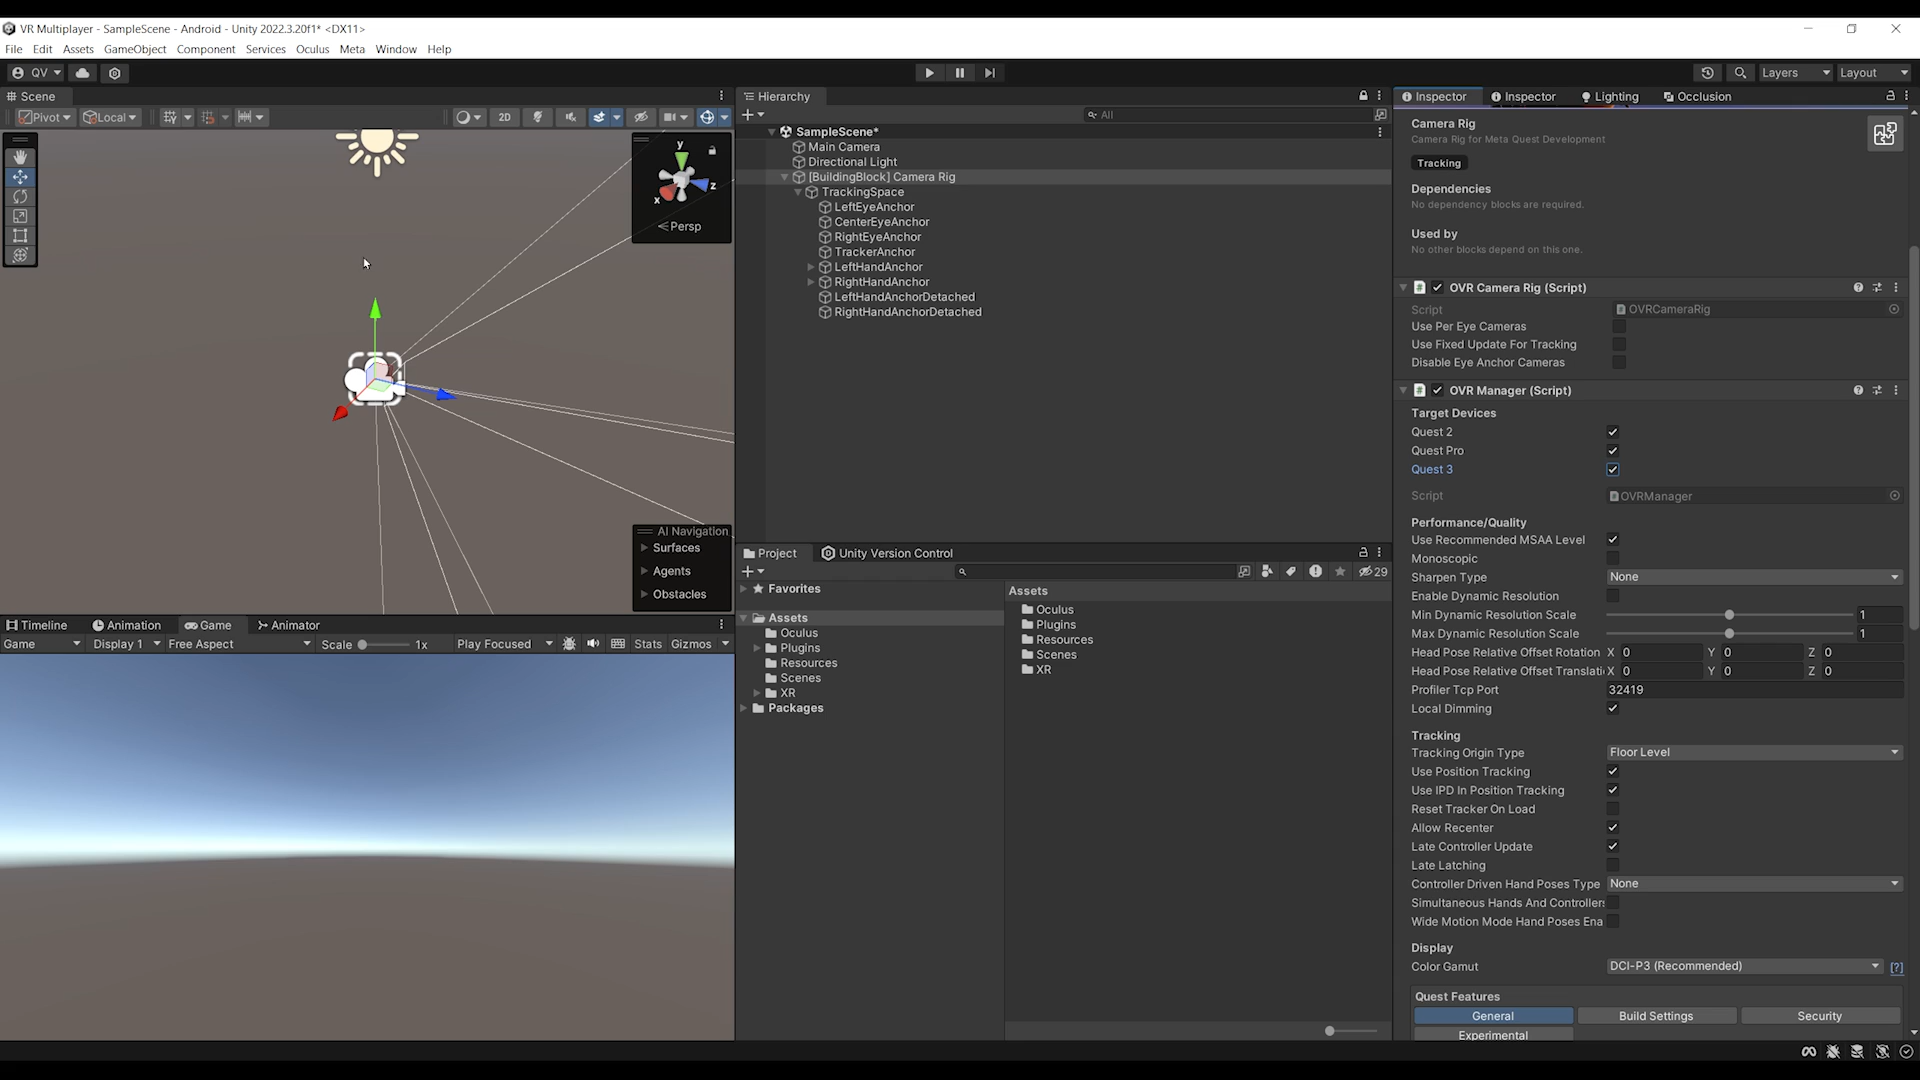 VR Multiplayer - SampleScene - Android - Unity 2022.3.20f1* <DX11>
File Edit Assets GameObject Component Services Oculus Meta Window Help
QV Layers Layout
Scene
Pivot Local 2D
y
z
x
Persp
AI Navigation
Surfaces
Agents
Obstacles
Timeline Animation Game Animator
Game Display 1 Free Aspect Scale 1x Play Focused Stats Gizmos
Hierarchy
All
SampleScene*
Main Camera
Directional Light
[BuildingBlock] Camera Rig
TrackingSpace
LeftEyeAnchor
CenterEyeAnchor
RightEyeAnchor
TrackerAnchor
LeftHandAnchor
RightHandAnchor
LeftHandAnchorDetached
RightHandAnchorDetached
Project Unity Version Control
29
Favorites
Assets
Oculus
Plugins
Resources
Scenes
XR
Packages
Assets
Oculus
Plugins
Resources
Scenes
XR
Inspector Inspector Lighting Occlusion
Camera Rig
Camera Rig for Meta Quest Development
Tracking
Dependencies
No dependency blocks are required.
Used by
No other blocks depend on this one.
OVR Camera Rig (Script)
Script OVRCameraRig
Use Per Eye Cameras
Use Fixed Update For Tracking
Disable Eye Anchor Cameras
OVR Manager (Script)
Target Devices
Quest 2
Quest Pro
Quest 3
Script OVRManager
Performance/Quality
Use Recommended MSAA Level
Monoscopic
Sharpen Type None
Enable Dynamic Resolution
Min Dynamic Resolution Scale 1
Max Dynamic Resolution Scale 1
Head Pose Relative Offset Rotation X 0 Y 0 Z 0
Head Pose Relative Offset Translati X 0 Y 0 Z 0
Profiler Tcp Port 32419
Local Dimming
Tracking
Tracking Origin Type Floor Level
Use Position Tracking
Use IPD In Position Tracking
Reset Tracker On Load
Allow Recenter
Late Controller Update
Late Latching
Controller Driven Hand Poses Type None
Simultaneous Hands And Controllers
Wide Motion Mode Hand Poses Ena
Display
Color Gamut DCI-P3 (Recommended) [?]
Quest Features
General Build Settings Security
Experimental